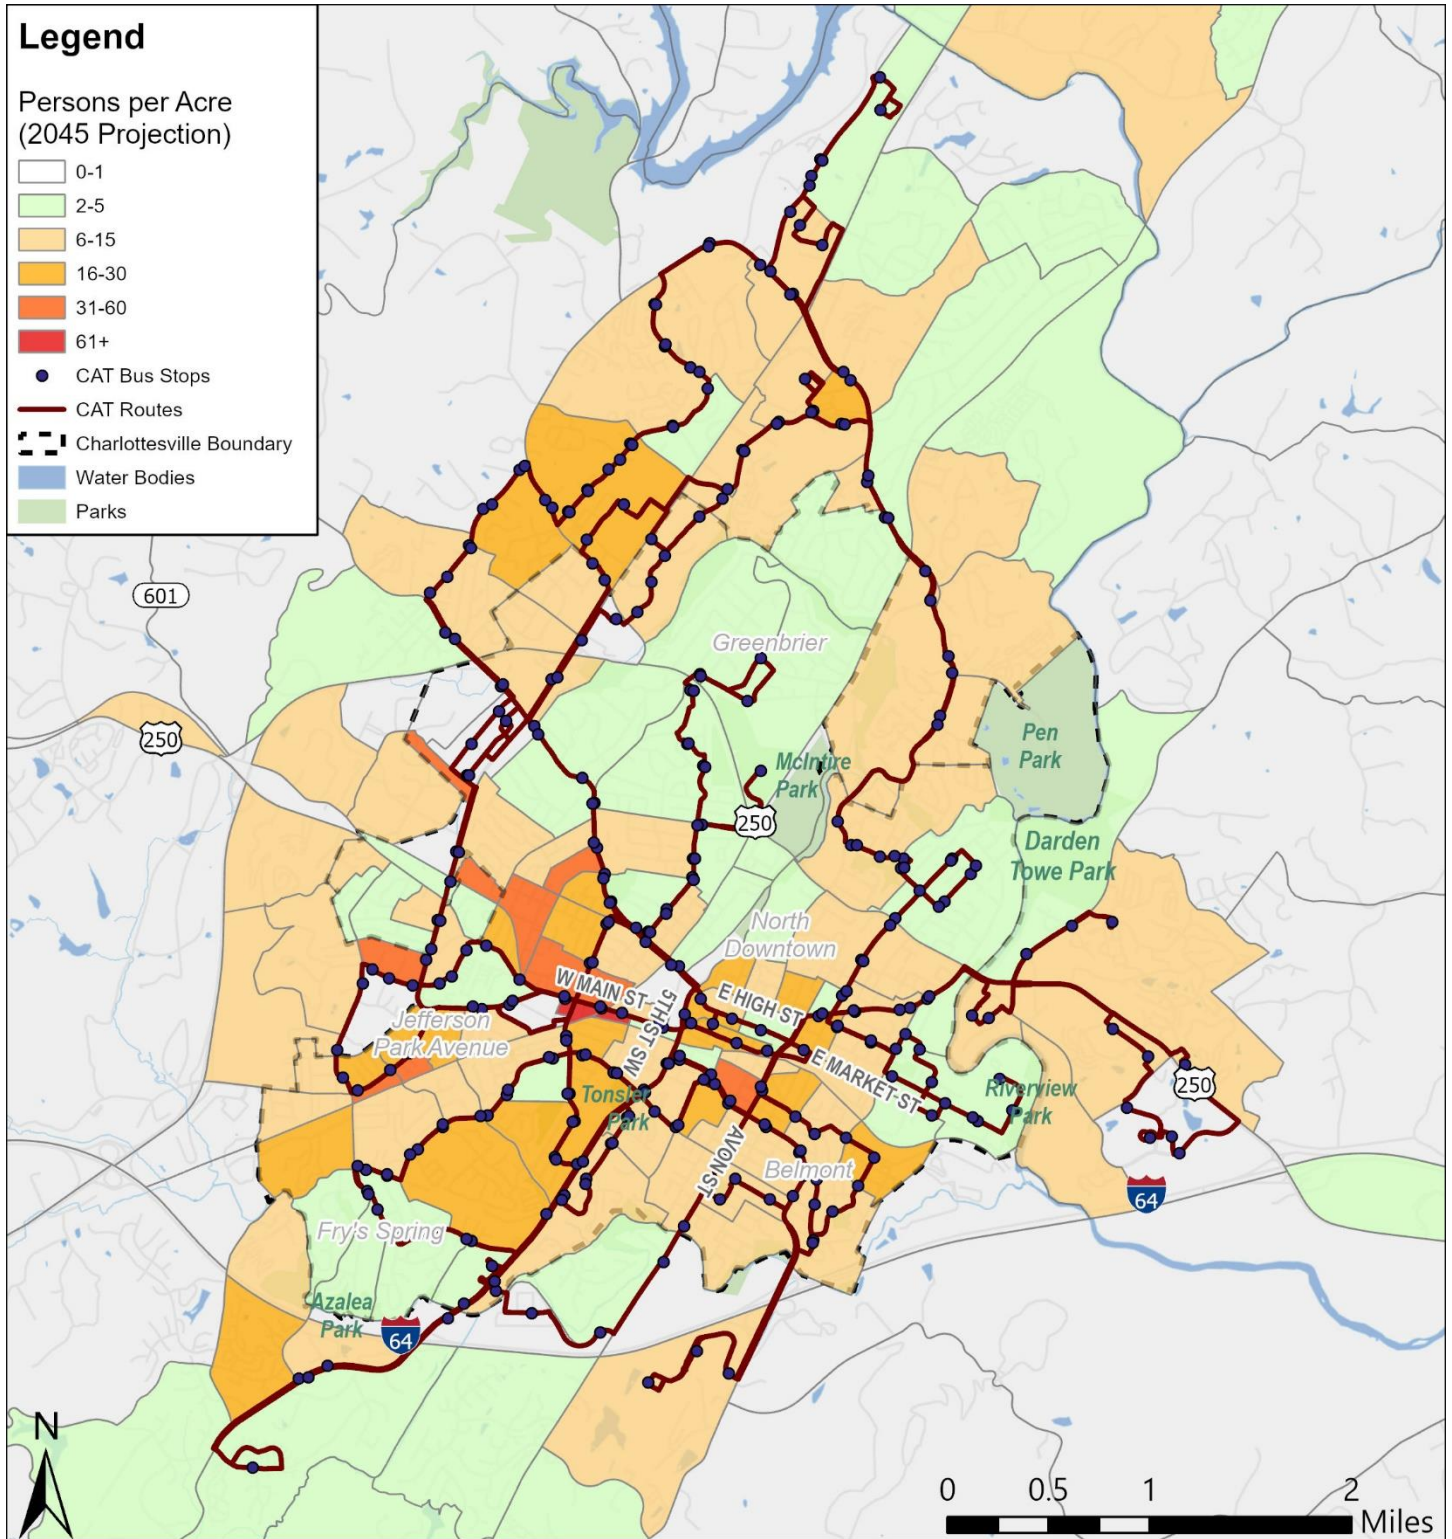 Legend
Persons per Acre
(2045 Projection)
0-1
2-5
6-15
16-30
31-60
61+
CAT Bus Stops
CAT Routes
Charlottesville Boundary
Water Bodies
Parks
601
250
Greenbrier
Pen
Park
McIntire
Park
250
Darden
Towe Park
North
Downtown
W MAIN ST
5TH ST SW
E HIGH ST
Jefferson
Park Avenue
E MARKET ST
Tonsler
Park
Riverview
Park
250
AVON ST
Belmont
64
Fry's Spring
Azalea
Park
64
N
0 0.5 1 2
Miles